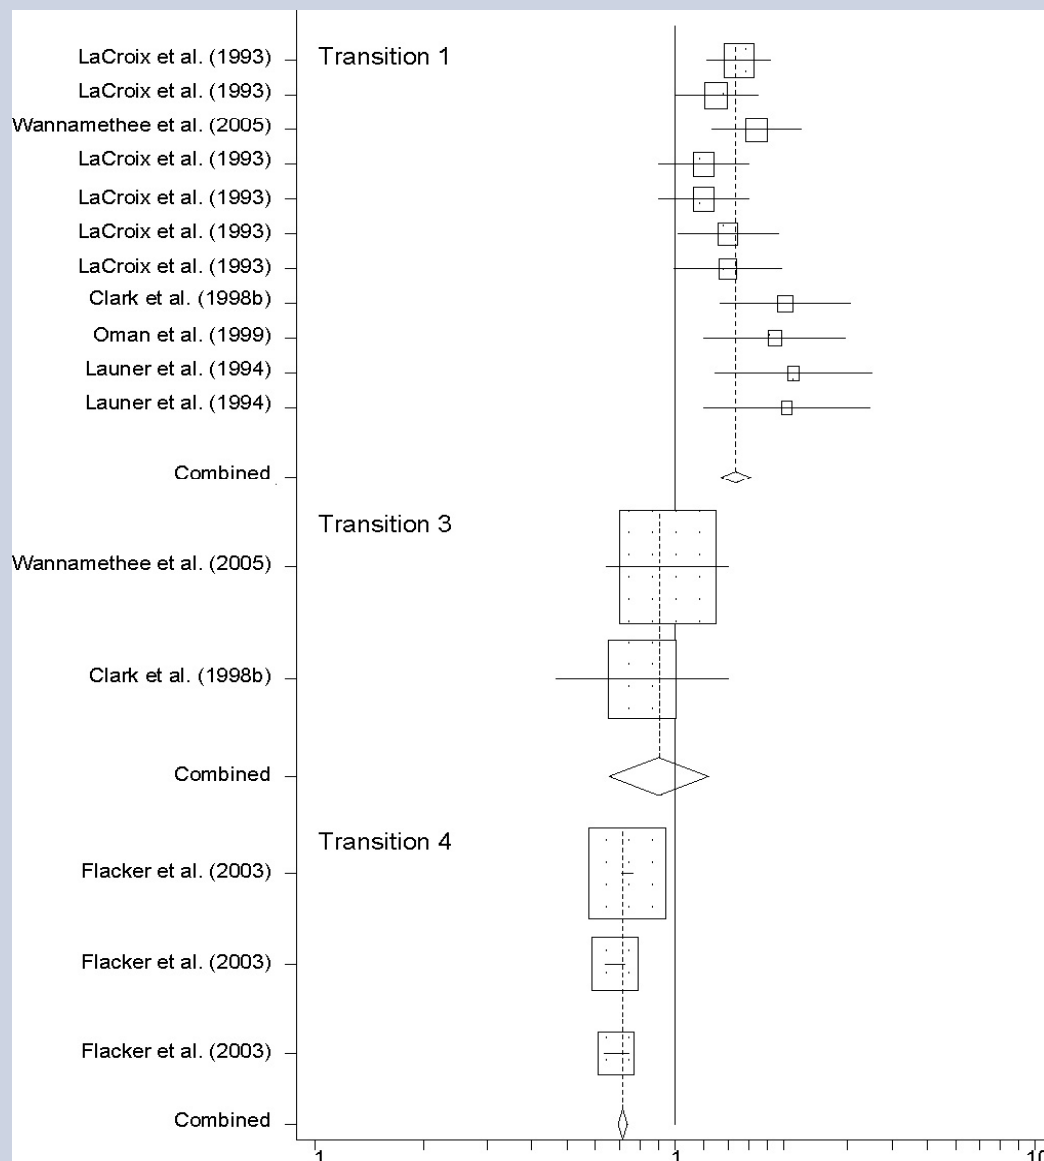 LaCroix et al. (1993)
Transition 1
LaCroix et al. (1993)
Wannamethee et al. (2005)
LaCroix et al. (1993)
LaCroix et al. (1993)
LaCroix et al. (1993)
LaCroix et al. (1993)
Clark et al. (1998b)
Oman et al. (1999)
Launer et al. (1994)
Launer et al. (1994)
Combined
Transition 3
Wannamethee et al. (2005)
Clark et al. (1998b)
Combined
Transition 4
Flacker et al. (2003)
Flacker et al. (2003)
Flacker et al. (2003)
Combined
.1 1 10